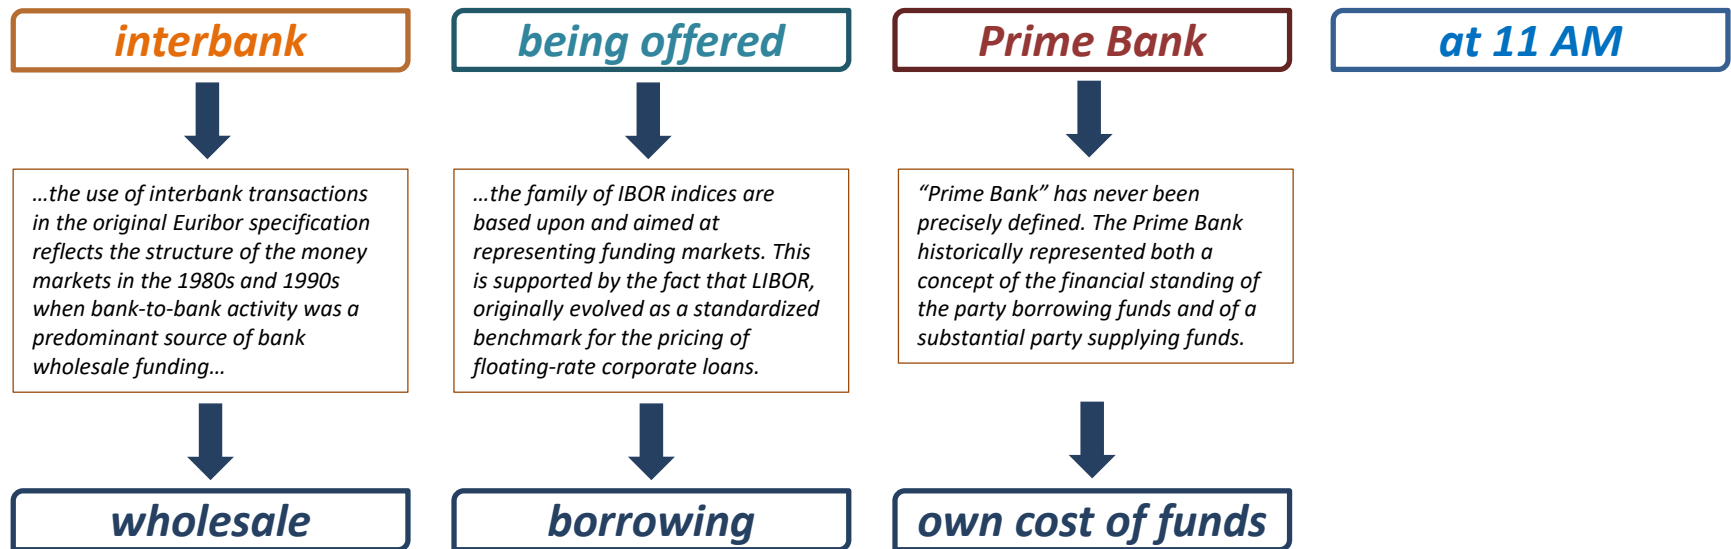 interbank
being offered
Prime Bank
at 11 AM
…the use of interbank transactions
in the original Euribor specification
reflects the structure of the money
markets in the 1980s and 1990s
when bank-to-bank activity was a
predominant source of bank
wholesale funding…
…the family of IBOR indices are
based upon and aimed at
representing funding markets. This
is supported by the fact that LIBOR,
originally evolved as a standardized
benchmark for the pricing of
floating-rate corporate loans.
“Prime Bank” has never been
precisely defined. The Prime Bank
historically represented both a
concept of the financial standing of
the party borrowing funds and of a
substantial party supplying funds.
wholesale
borrowing
own cost of funds